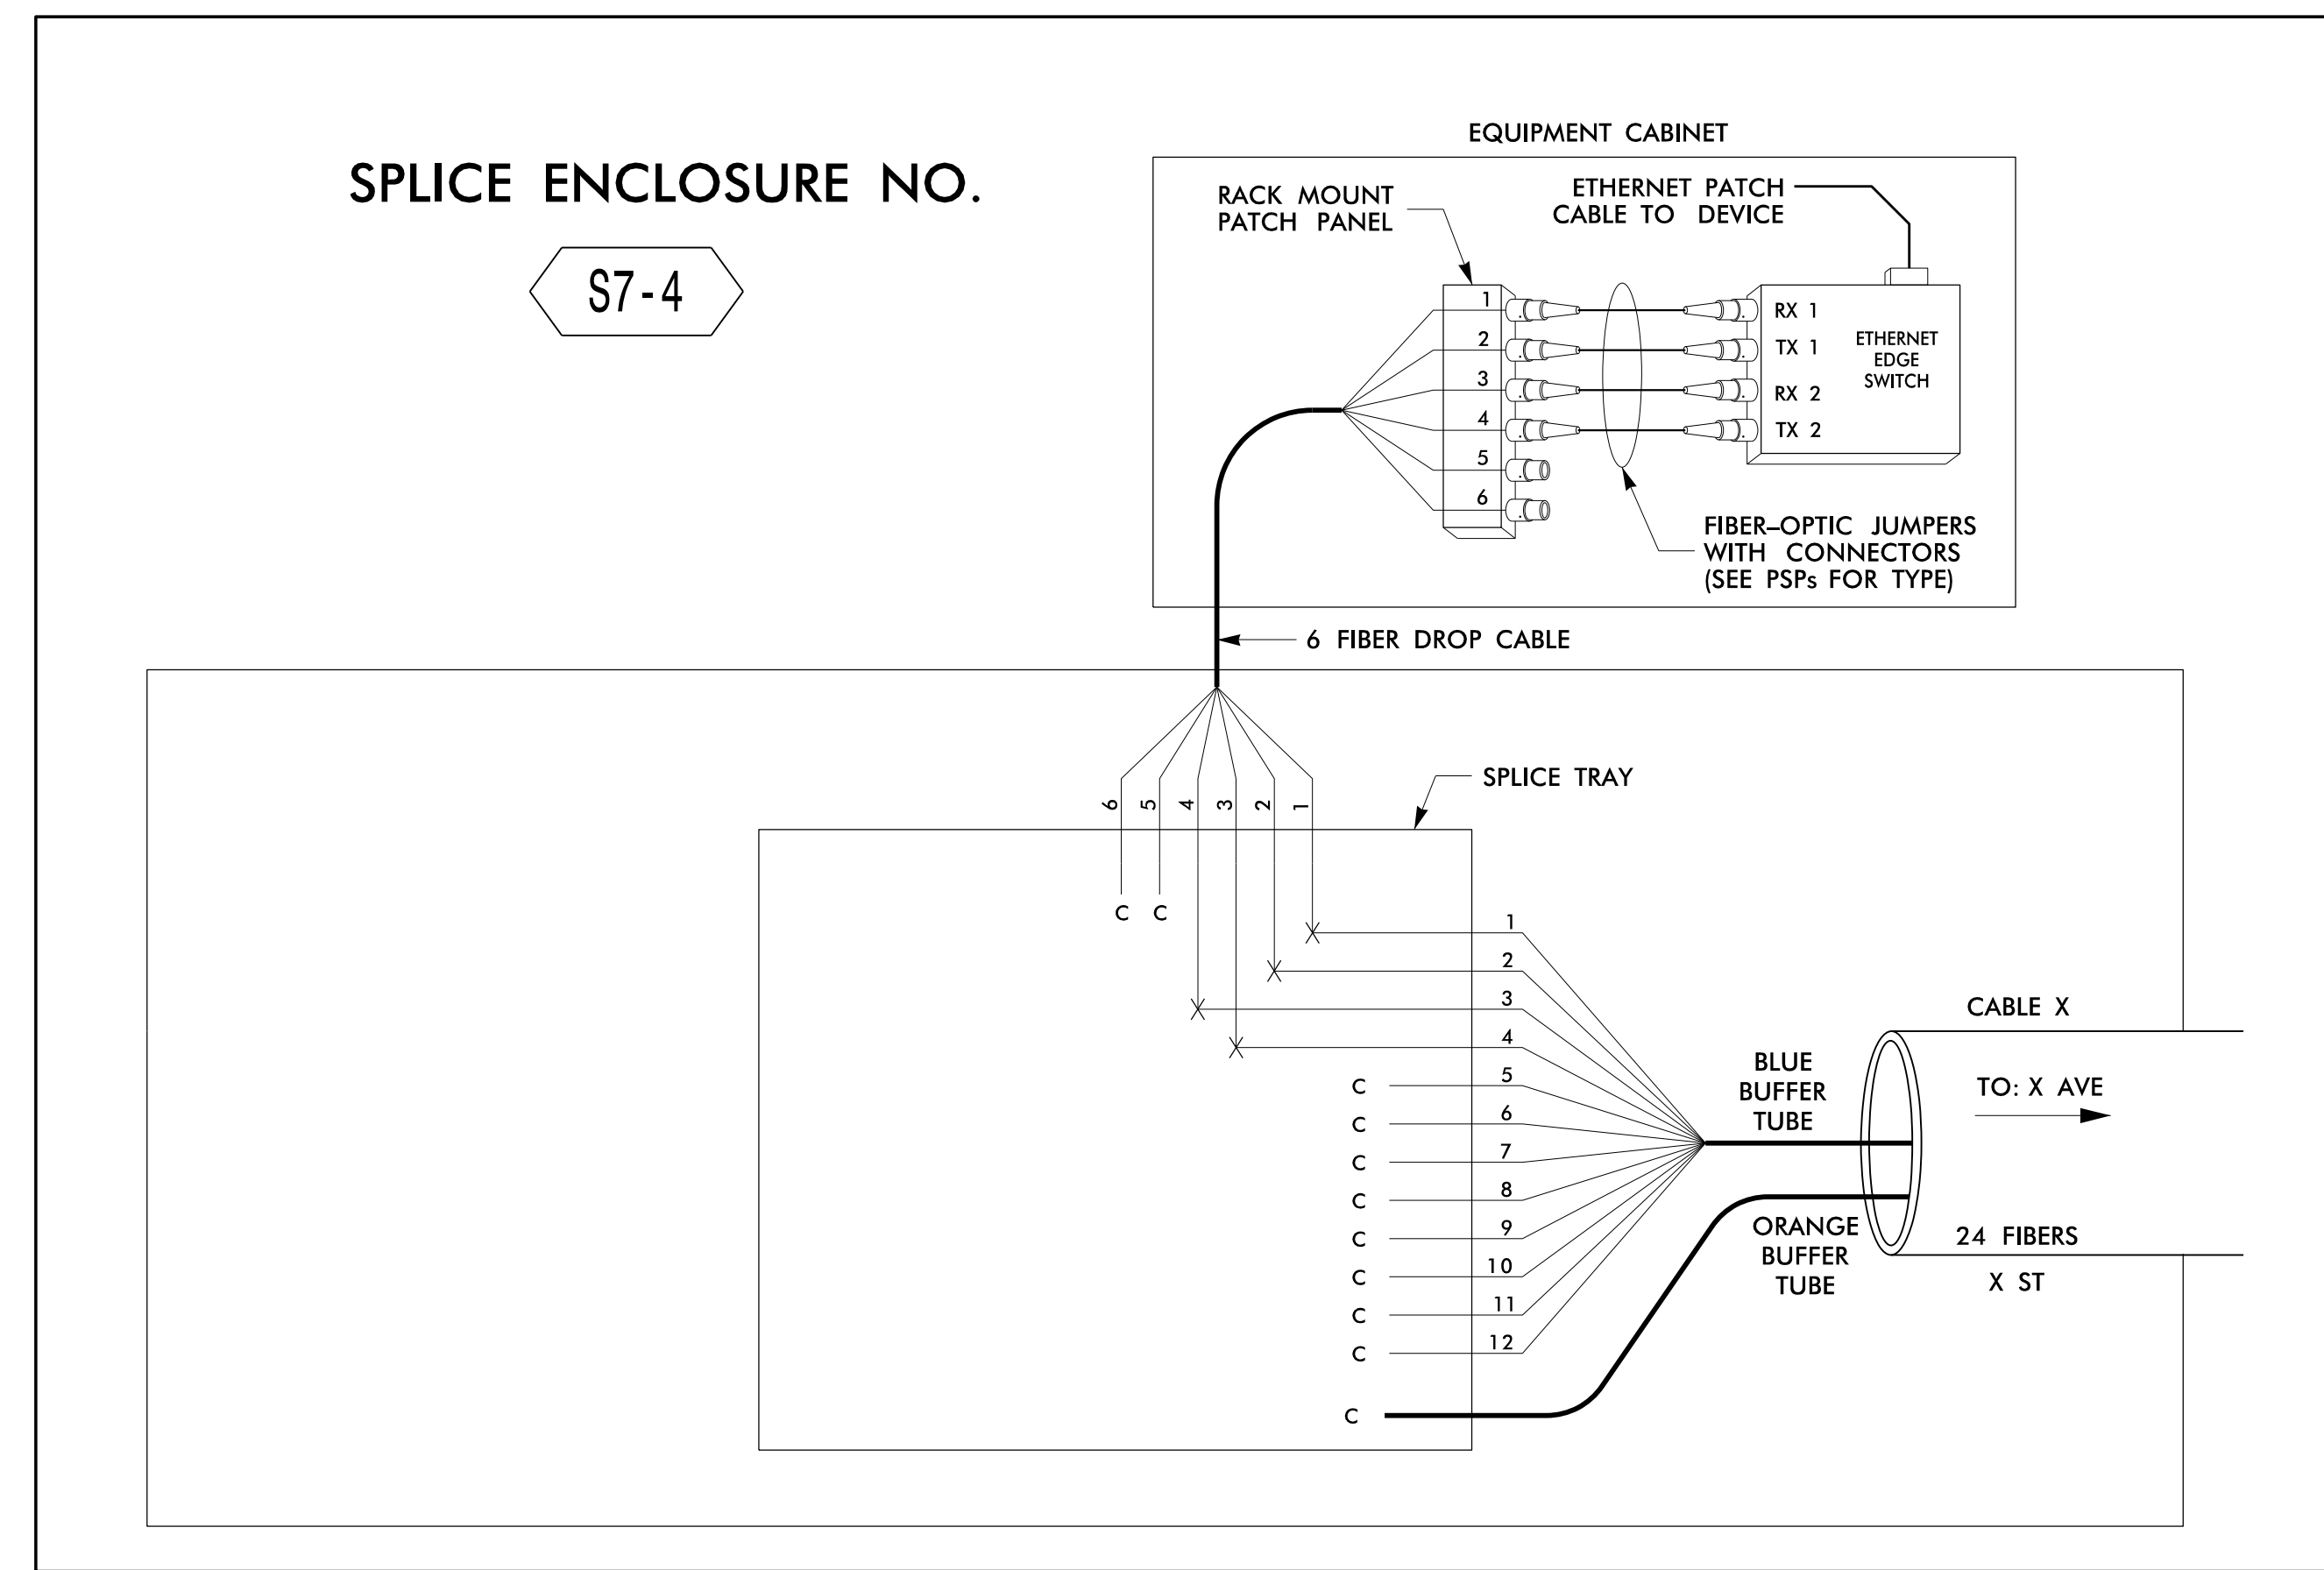 SPLICE ENCLOSURE NO.
S7-4
EQUIPMENT CABINET
RACK MOUNT
PATCH PANEL
ETHERNET PATCH
CABLE TO DEVICE
1
2
3
4
5
6
RX 1
TX 1
RX 2
TX 2
ETHERNET
EDGE
SWITCH
FIBER–OPTIC JUMPERS
WITH CONNECTORS
(SEE PSPs FOR TYPE)
6 FIBER DROP CABLE
SPLICE TRAY
6 5 4 3 2 1
C C
1
2
3
4
C 5
C 6
C 7
C 8
C 9
C 10
C 11
C 12
C
BLUE
BUFFER
TUBE
ORANGE
BUFFER
TUBE
CABLE X
TO: X AVE
24 FIBERS
X ST